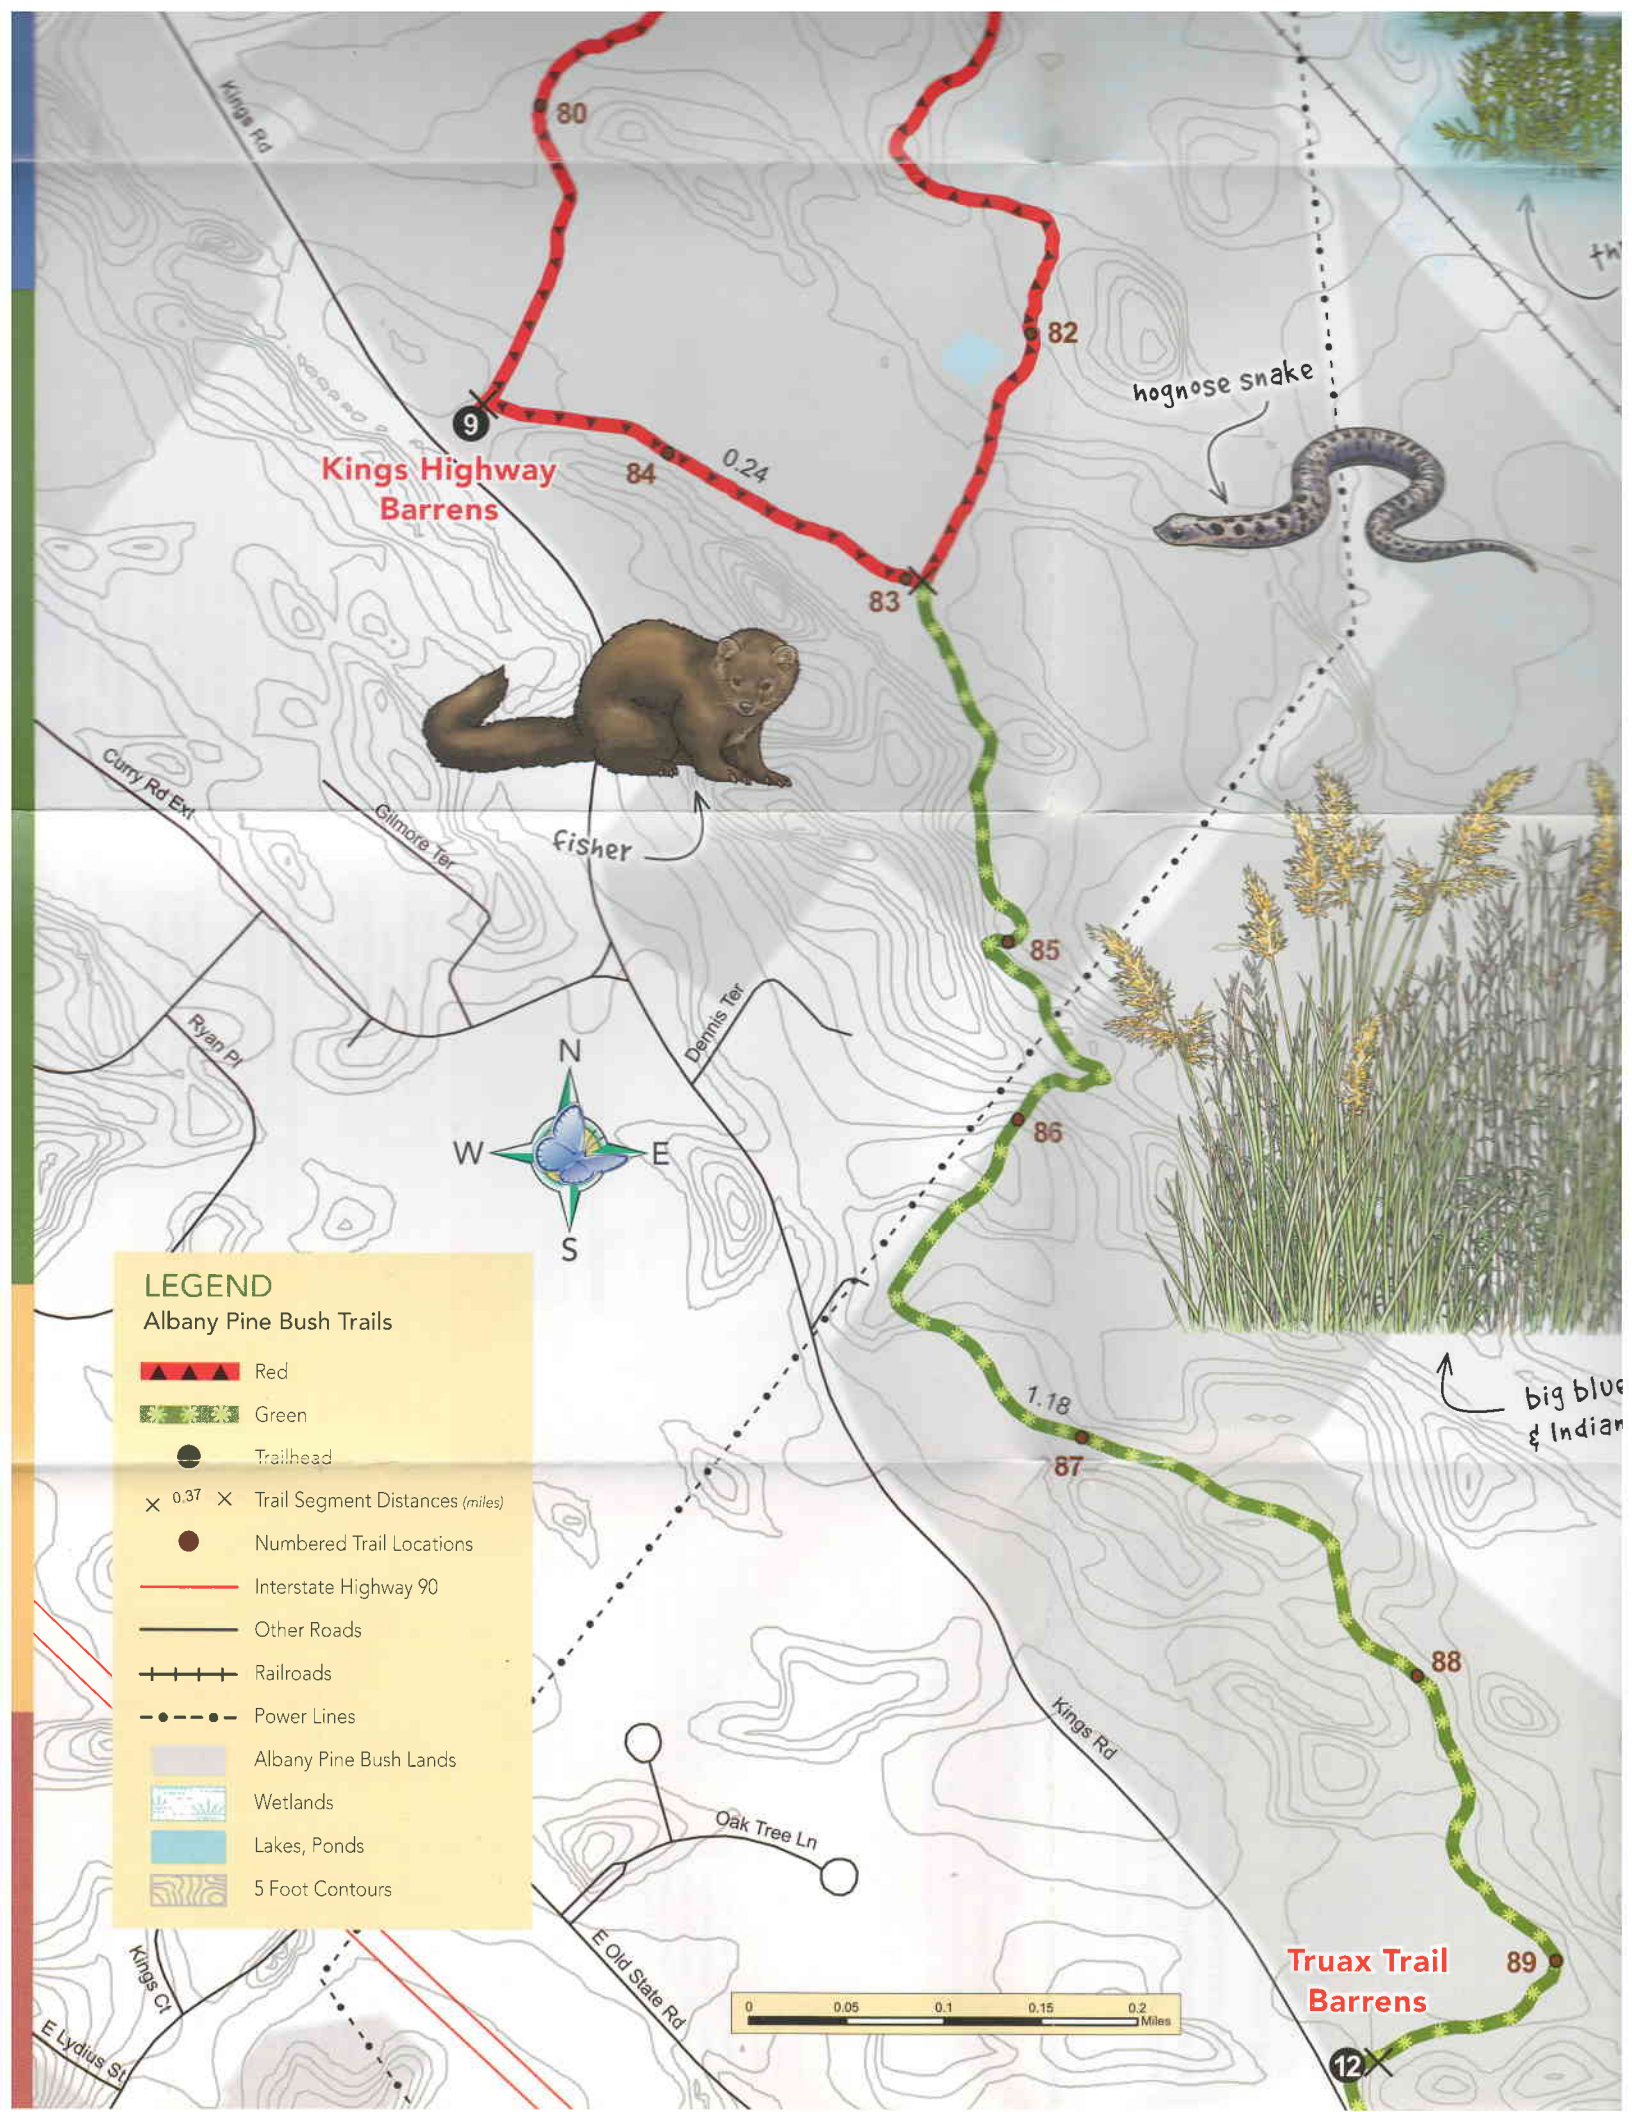 Kings Rd
80
82
th
hognose snake
9
Kings Highway
Barrens
84
0.24
83
Curry Rd Ext
Gilmore Ter
fisher
85
Ryan Pl
Dennis Ter
N
W
E
S
86
LEGEND
Albany Pine Bush Trails
Red
Green
Trailhead
0.37 Trail Segment Distances (miles)
Numbered Trail Locations
Interstate Highway 90
Other Roads
Railroads
Power Lines
Albany Pine Bush Lands
Wetlands
Lakes, Ponds
5 Foot Contours
1.18
87
big blue
& Indian
88
Kings Rd
Oak Tree Ln
E Old State Rd
Kings Ct
E Lydius St
Truax Trail
Barrens
89
12
0 0.05 0.1 0.15 0.2
Miles